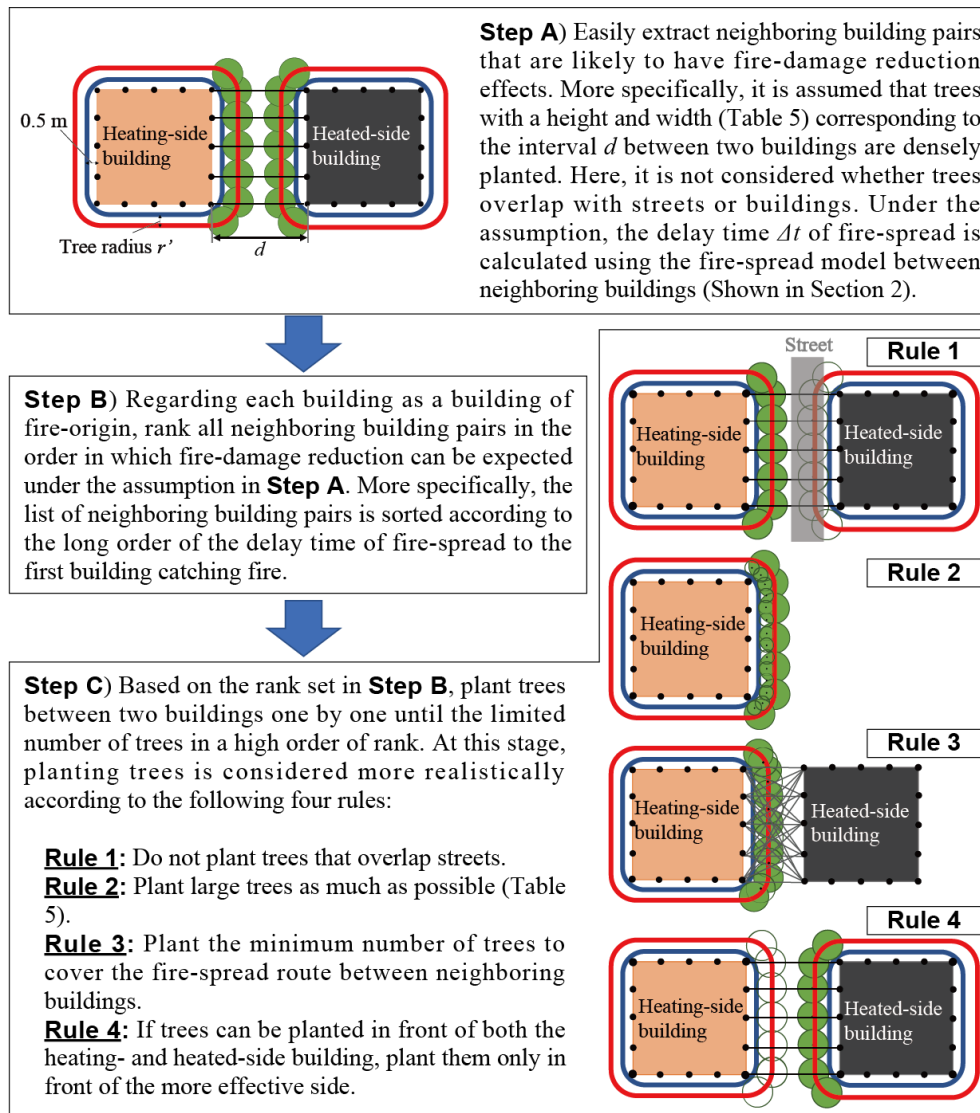 0.5 m
Heating-side
building
Heated-side
building
Tree radius r’
d
Step A) Easily extract neighboring building pairs
that are likely to have fire-damage reduction
effects. More specifically, it is assumed that trees
with a height and width (Table 5) corresponding to
the interval d between two buildings are densely
planted. Here, it is not considered whether trees
overlap with streets or buildings. Under the
assumption, the delay time Δt of fire-spread is
calculated using the fire-spread model between
neighboring buildings (Shown in Section 2).
Step B) Regarding each building as a building of
fire-origin, rank all neighboring building pairs in the
order in which fire-damage reduction can be expected
under the assumption in Step A. More specifically, the
list of neighboring building pairs is sorted according to
the long order of the delay time of fire-spread to the
first building catching fire.
Step C) Based on the rank set in Step B, plant trees
between two buildings one by one until the limited
number of trees in a high order of rank. At this stage,
planting trees is considered more realistically
according to the following four rules:
Rule 1: Do not plant trees that overlap streets.
Rule 2: Plant large trees as much as possible (Table
5).
Rule 3: Plant the minimum number of trees to
cover the fire-spread route between neighboring
buildings.
Rule 4: If trees can be planted in front of both the
heating- and heated-side building, plant them only in
front of the more effective side.
Street
Rule 1
Heating-side
building
Heated-side
building
Rule 2
Heating-side
building
Rule 3
Heating-side
building
Heated-side
building
Rule 4
Heating-side
building
Heated-side
building